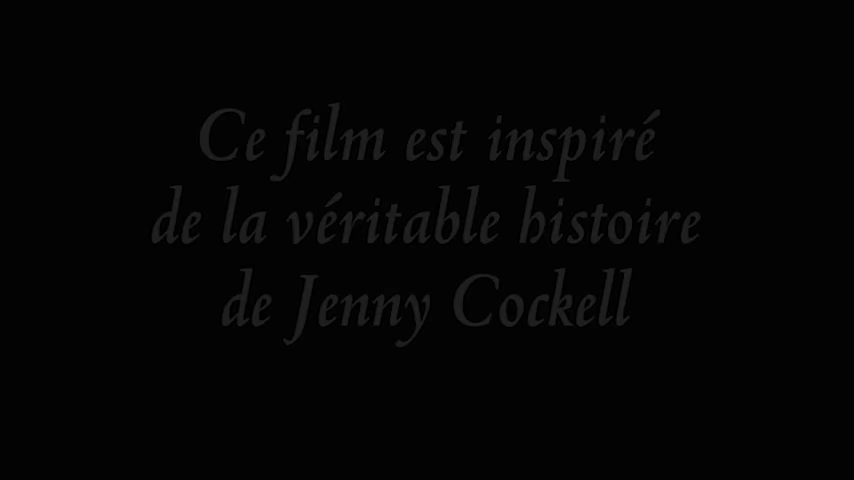 Ce film est inspiré
de la véritable histoire
de Jenny Cockell